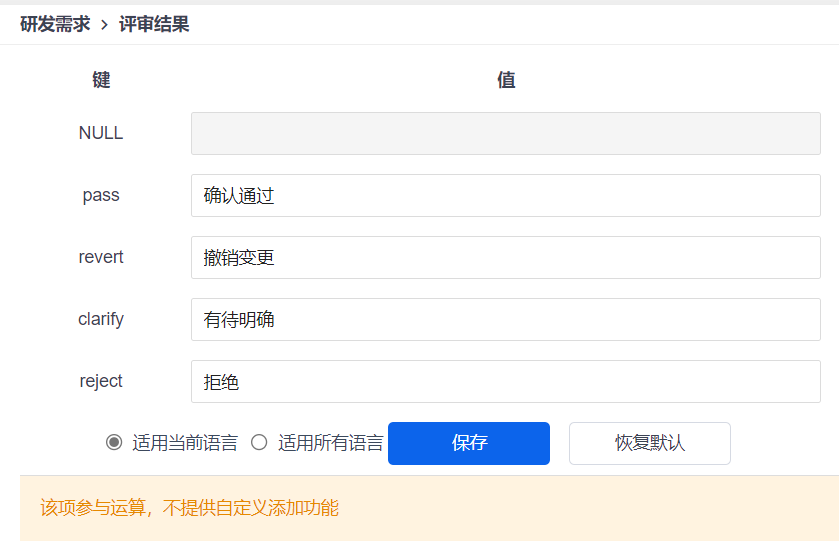 研发需求 > 评审结果
键 值
NULL
pass 确认通过
revert 撤销变更
clarify 有待明确
reject 拒绝
适用当前语言 适用所有语言 保存 恢复默认
该项参与运算，不提供自定义添加功能